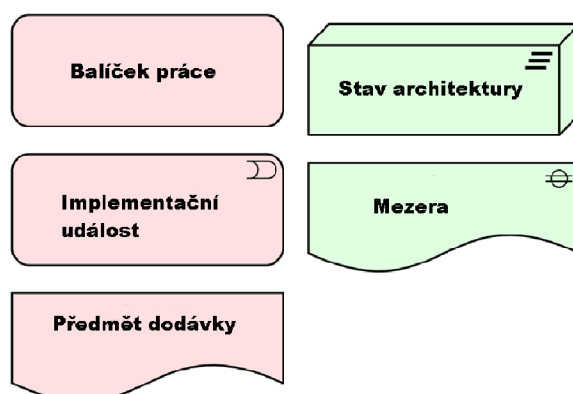 Balíček práce
Stav architektury
Implementační
událost
Mezera
Předmět dodávky